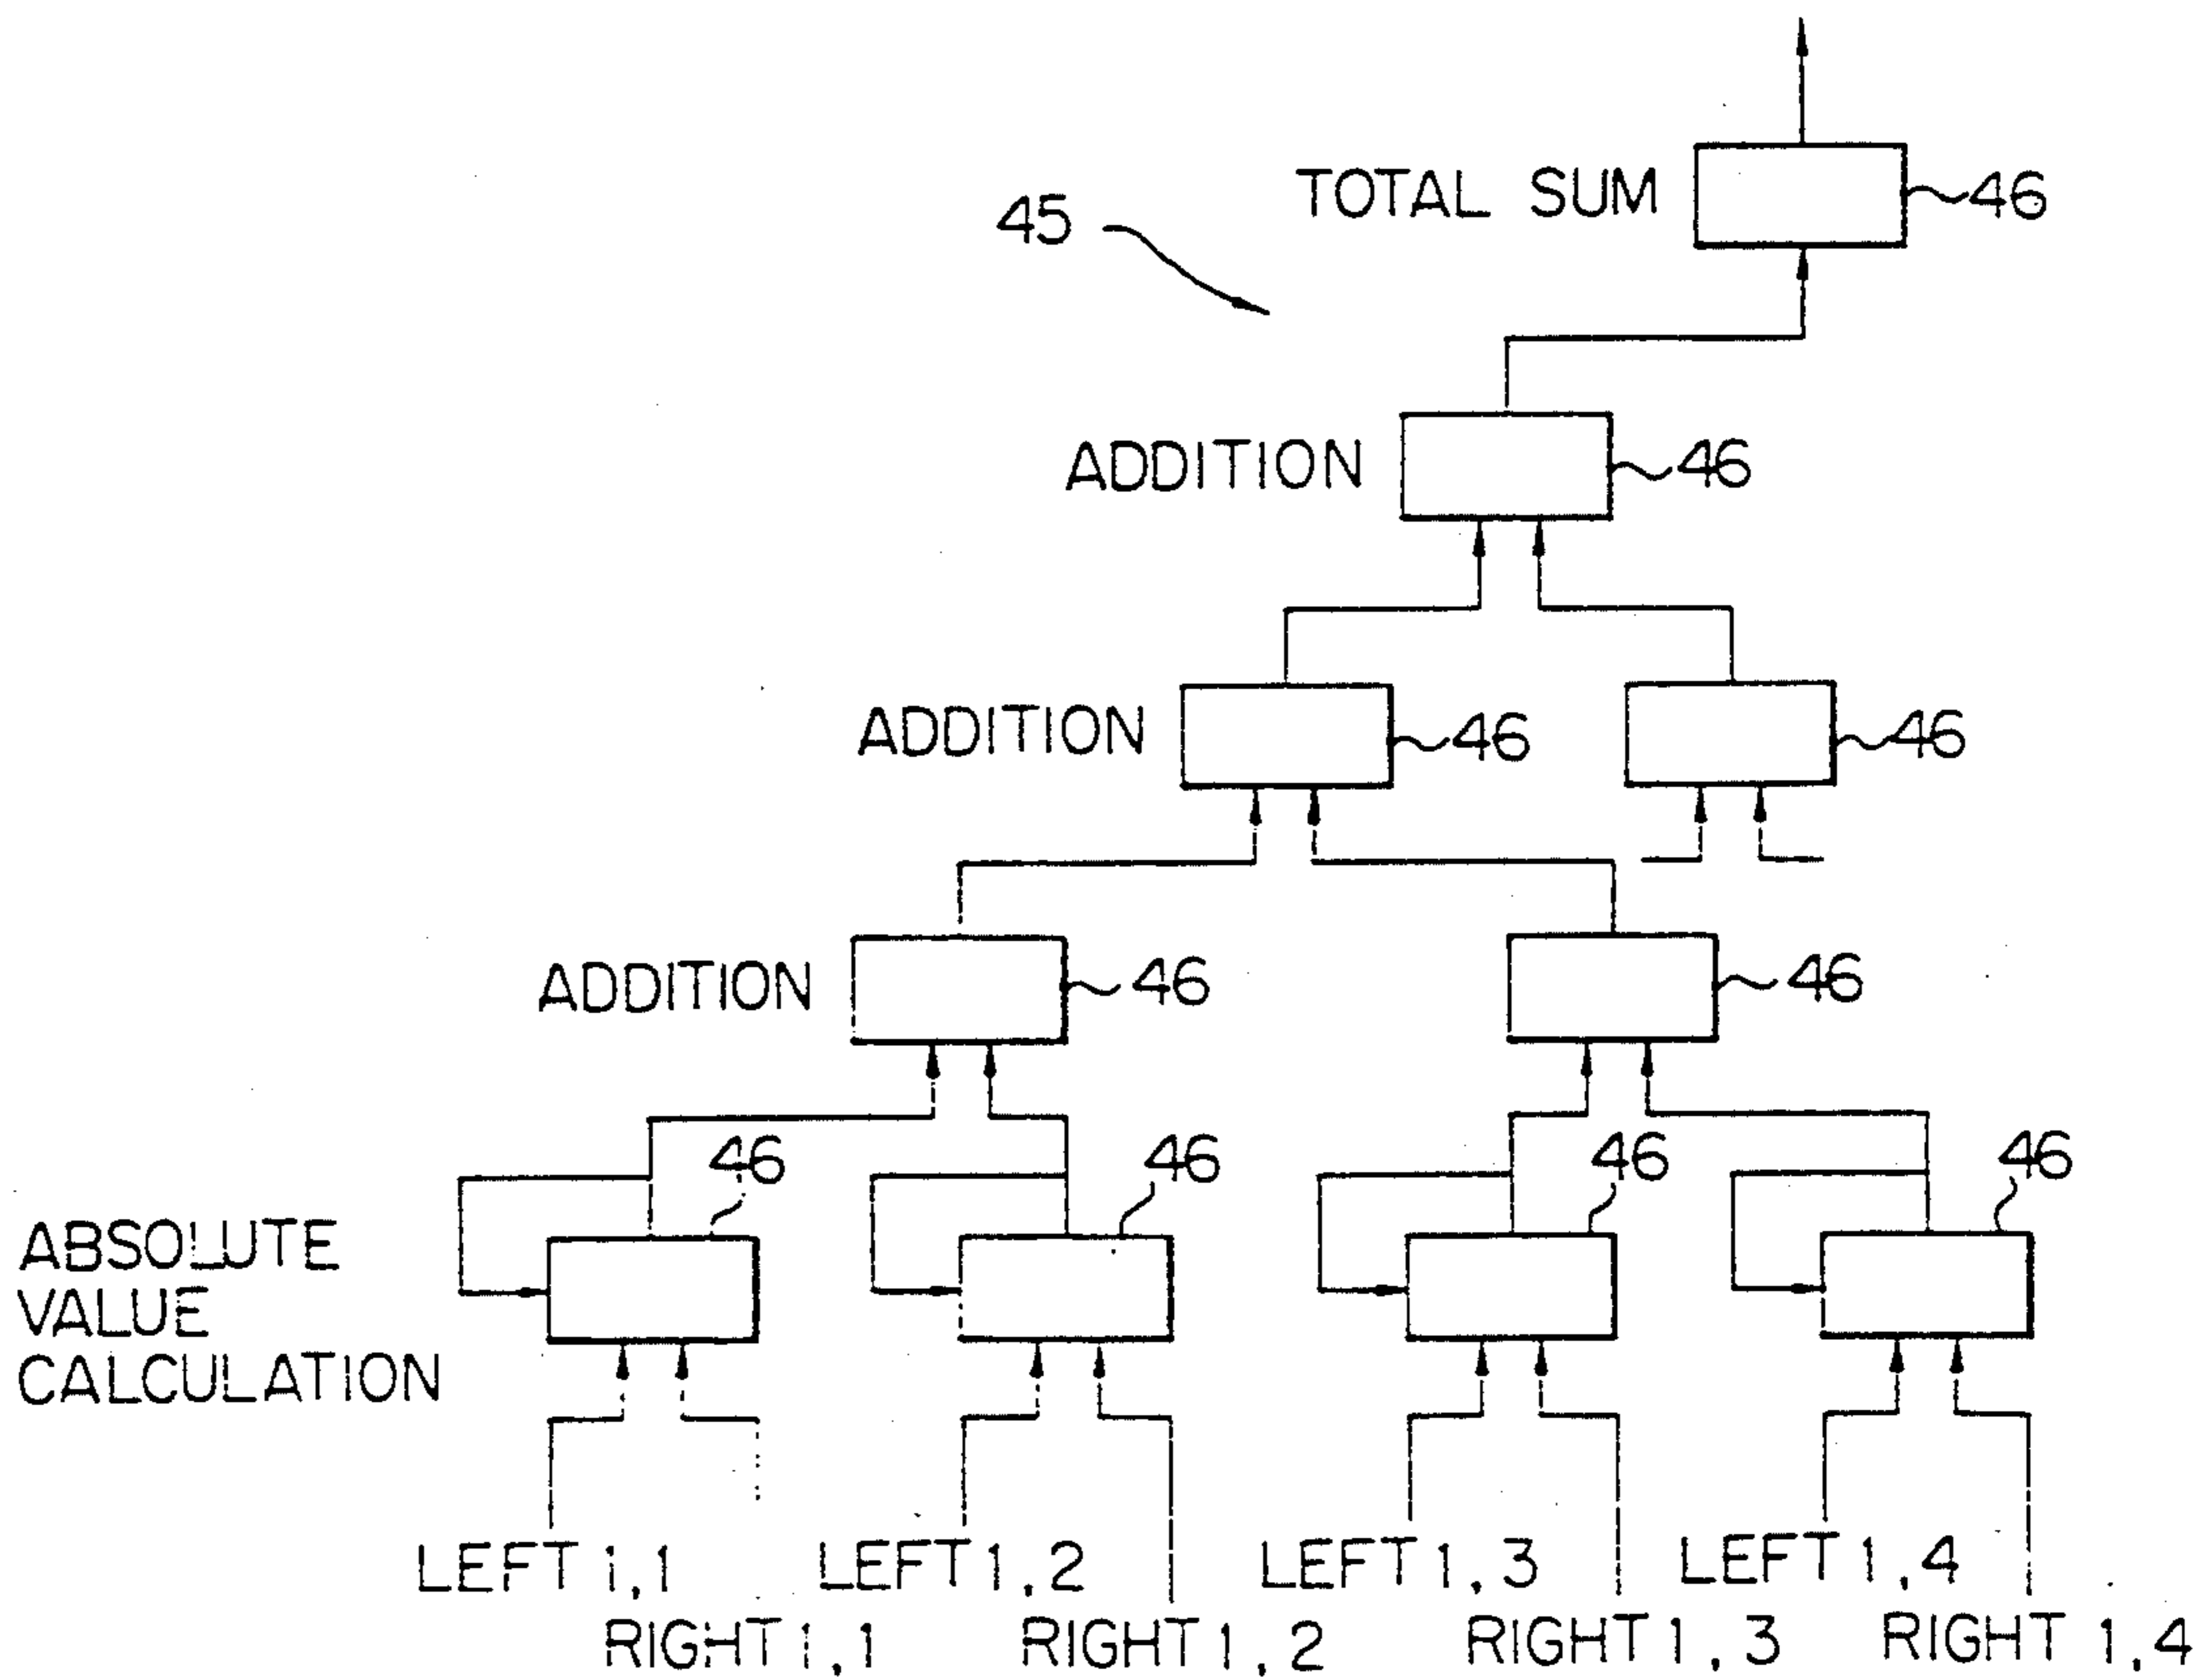 TOTAL SUM 46
45
ADDITION 46
ADDITION 46 46
ADDITION 46 46
46 46 46 46
ABSOLUTE
VALUE
CALCULATION
LEFT 1,1 LEFT 1,2 LEFT 1,3 LEFT 1,4
RIGHT 1,1 RIGHT 1,2 RIGHT 1,3 RIGHT 1,4